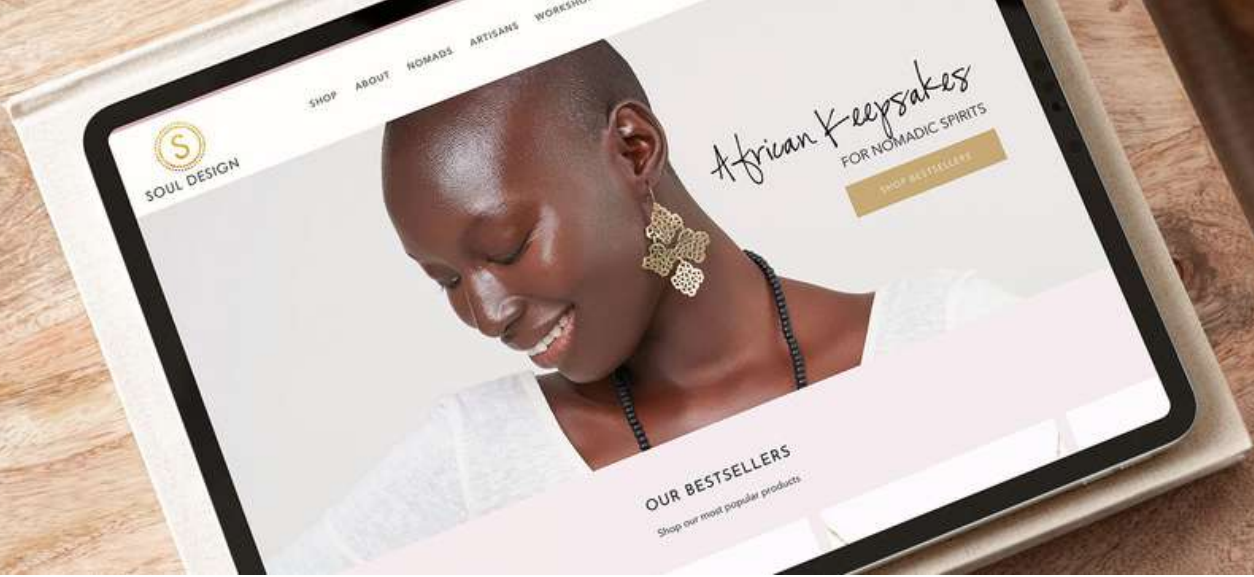 SHOP ABOUT NOMADS ARTISANS
S
SOUL DESIGN
African Keepsakes
FOR NOMADIC SPIRITS
SHOP BESTSELLERS
OUR BESTSELLERS
Shop our most popular products